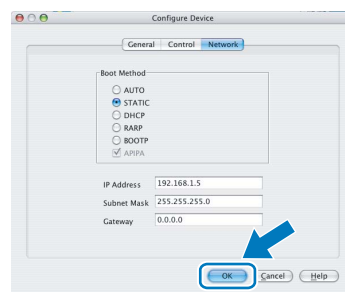 Configure Device
General Control Network
Boot Method
AUTO
STATIC
DHCP
RARP
BOOTP
APIPA
IP Address 192.168.1.5
Subnet Mask 255.255.255.0
Gateway 0.0.0.0
OK Cancel Help